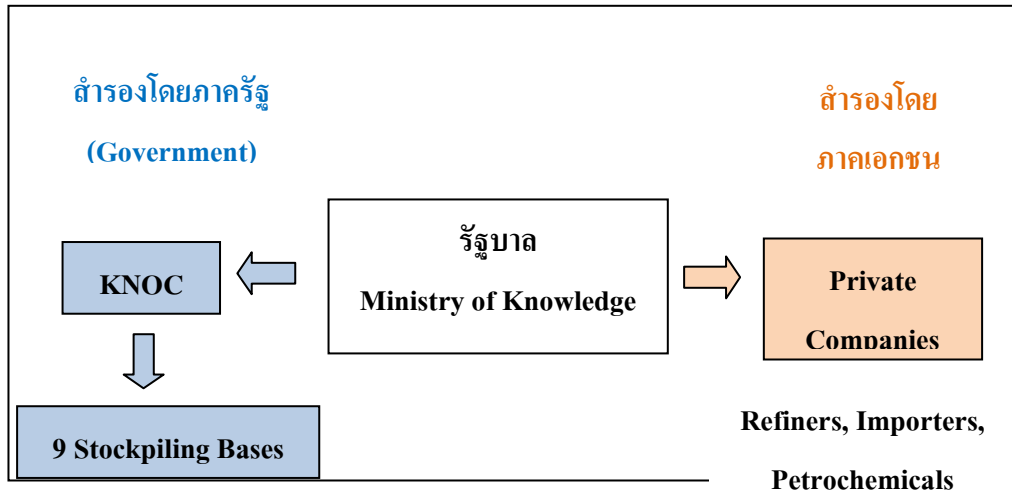 สำรองโดยภาครัฐ
(Government)
สำรองโดย
ภาคเอกชน
รัฐบาล
Ministry of Knowledge
KNOC
Private
Companies
9 Stockpiling Bases
Refiners, Importers,
Petrochemicals